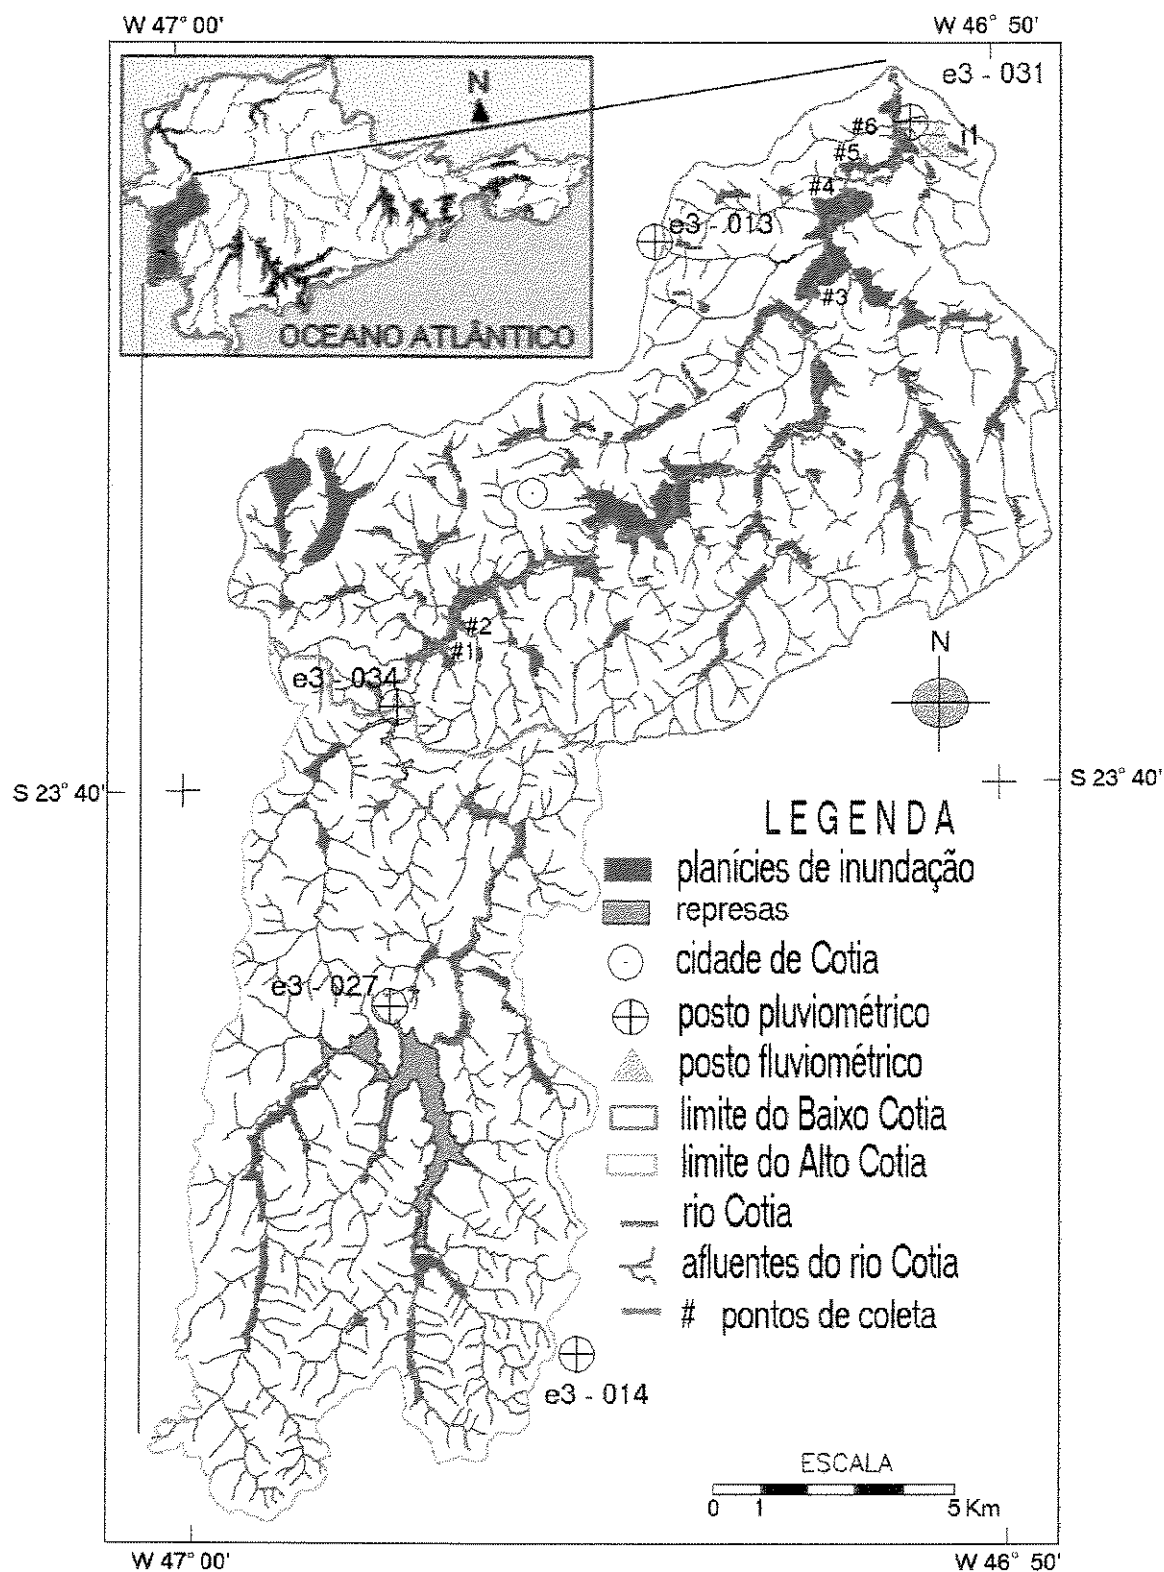 W 47° 00'
W 46° 50'
N
OCEANO ATLÂNTICO
e3 - 031
#6
i1
#5
#4
e3 - 013
#3
#2
#1
e3 - 034
N
S 23° 40'
S 23° 40'
LEGENDA
planícies de inundação
represas
cidade de Cotia
posto pluviométrico
posto fluviométrico
limite do Baixo Cotia
limite do Alto Cotia
rio Cotia
afluentes do rio Cotia
# pontos de coleta
e3 - 027
e3 - 014
ESCALA
0 1 5 Km
W 47° 00'
W 46° 50'